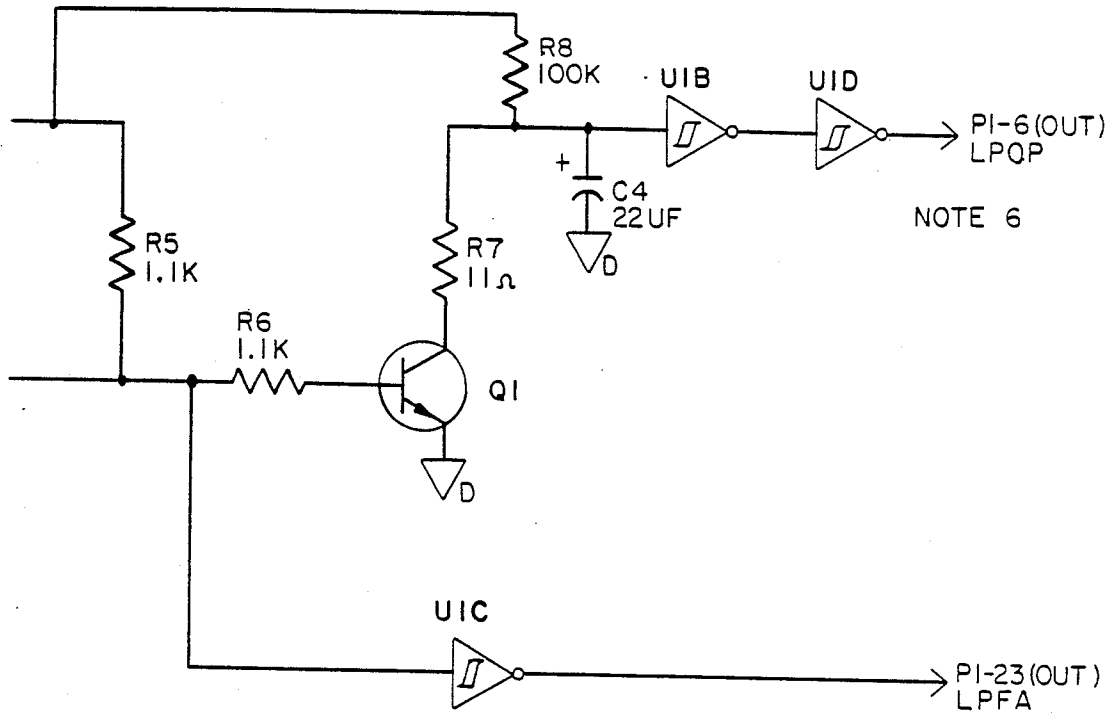 R8
100K
U1B
U1D
P1-6(OUT)
LPOP
+
C4
22UF
NOTE 6
D
R5
1.1K
R7
11Ω
R6
1.1K
Q1
D
U1C
P1-23(OUT)
LPFA